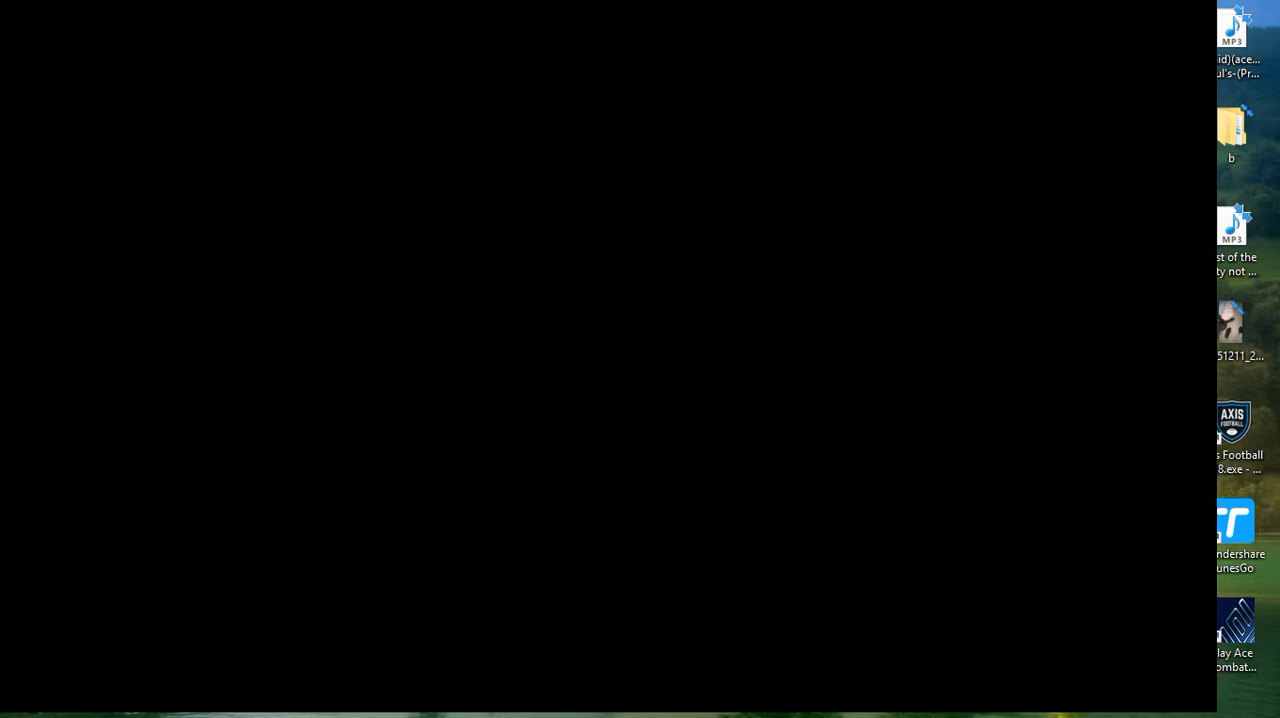 MP3
id)(ace...
ul's-(Pr...
b
MP3
st of the
ty not ...
51211_2...
AXIS
FOOTBALL
s Football
8.exe - ...
ndershare
unesGo
lay Ace
ombat...